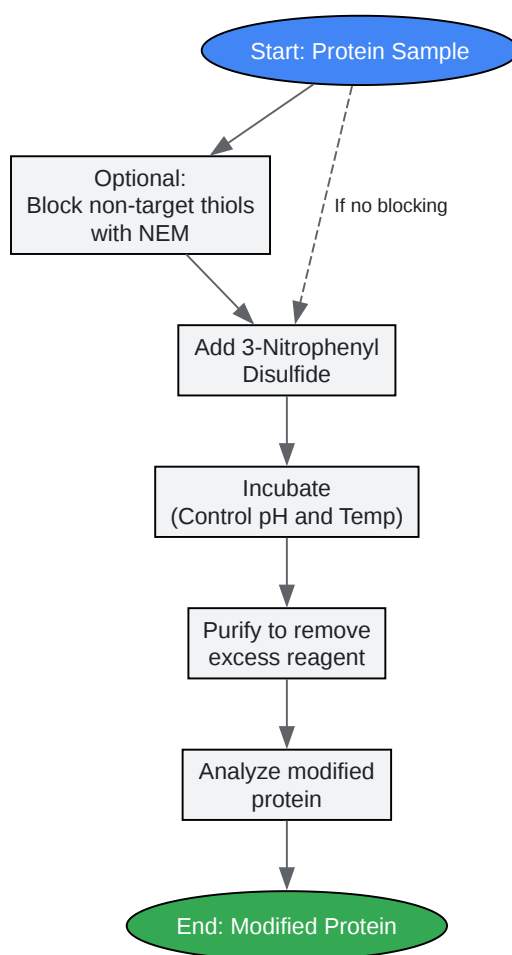 Start: Protein Sample
Optional:
Block non-target thiols
with NEM
If no blocking
Add 3-Nitrophenyl
Disulfide
Incubate
(Control pH and Temp)
Purify to remove
excess reagent
Analyze modified
protein
End: Modified Protein